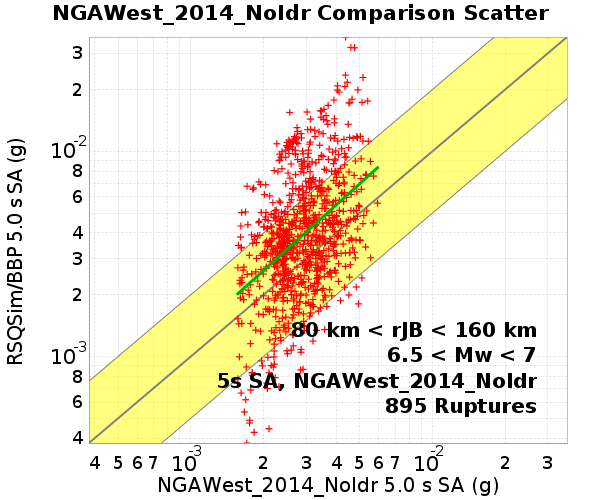 NGAWest_2014_NoIdr Comparison Scatter
RSQSim/BBP 5.0 s SA (g)
3
2
10-2
8
6
4
3
2
10-3
8
6
4
80 km < rJB < 160 km
6.5 < Mw < 7
5s SA, NGAWest_2014_NoIdr
895 Ruptures
4 5 6 7 10-3 2 3 4 5 6 7 10-2 2 3
NGAWest_2014_NoIdr 5.0 s SA (g)